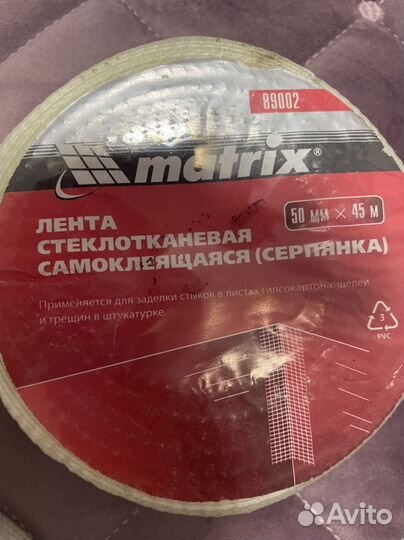 89002
matrix®
50 мм × 45 м
ЛЕНТА
СТЕКЛОТКАНЕВАЯ
САМОКЛЕЯЩАЯСЯ (СЕРПЯНКА)
Применяется для заделки стыков в листах гипсокартона, щелей
и трещин в штукатурке.
3
PVC
Avito